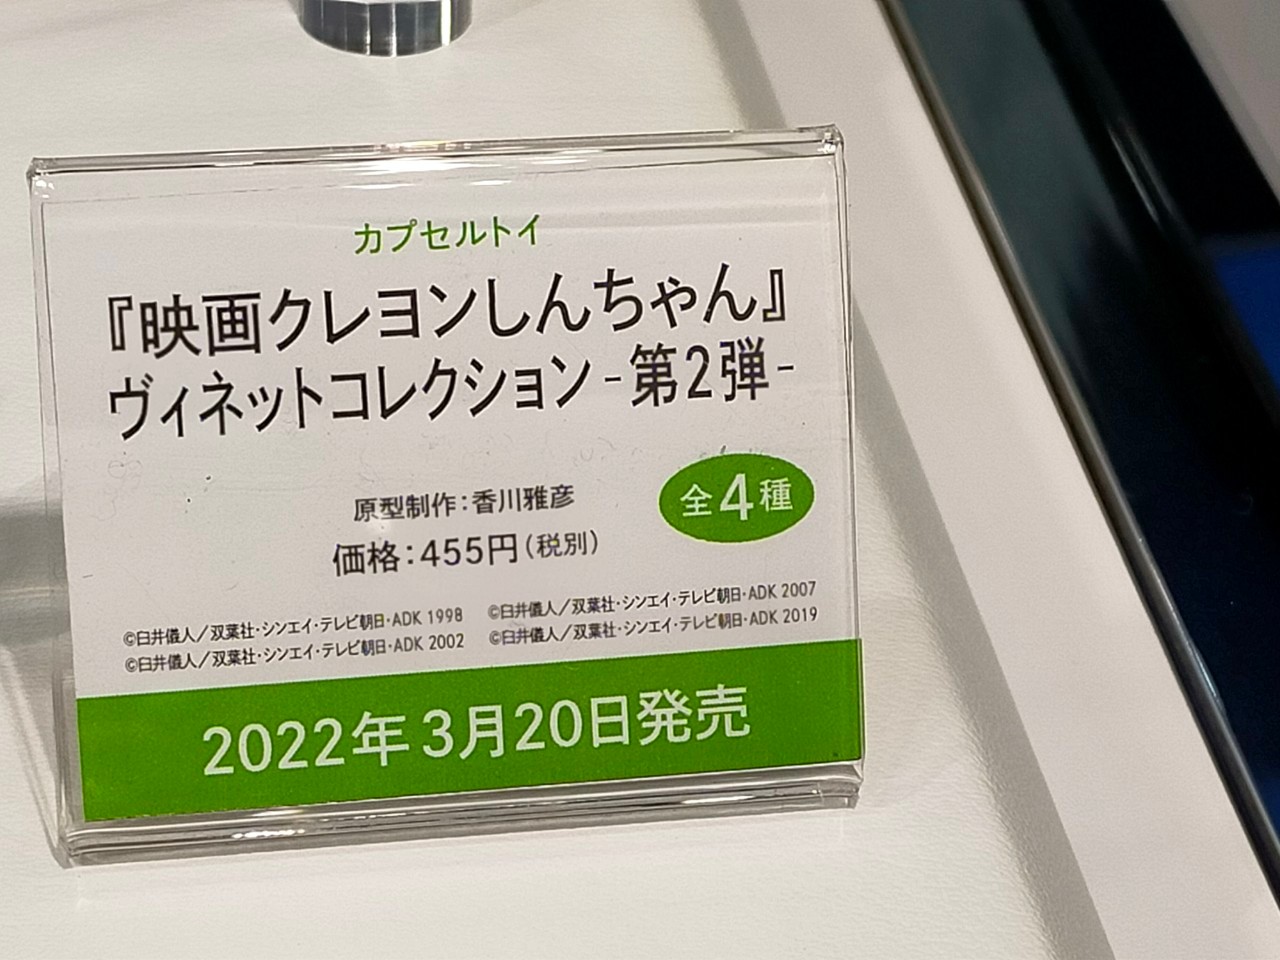 カプセルトイ
『映画クレヨンしんちゃん』
ヴィネットコレクション-第2弾-
原型制作：香川雅彦
価格：455円（税別）
全4種
©臼井儀人／双葉社・シンエイ・テレビ朝日・ADK 1998 ©臼井儀人／双葉社・シンエイ・テレビ朝日・ADK 2007
©臼井儀人／双葉社・シンエイ・テレビ朝日・ADK 2002 ©臼井儀人／双葉社・シンエイ・テレビ朝日・ADK 2019
2022年3月20日発売